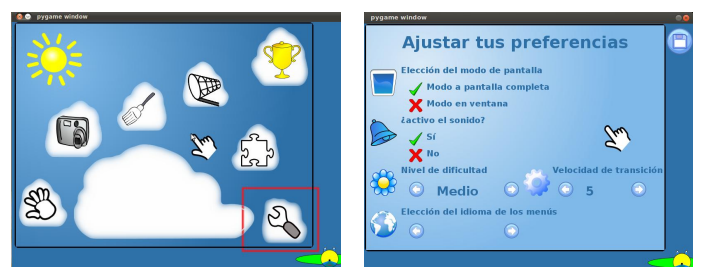 pygame window
pygame window
Ajustar tus preferencias
Elección del modo de pantalla
Modo a pantalla completa
Modo en ventana
¿activo el sonido?
Sí
No
Nivel de dificultad
Velocidad de transición
Medio
5
Elección del idioma de los menús